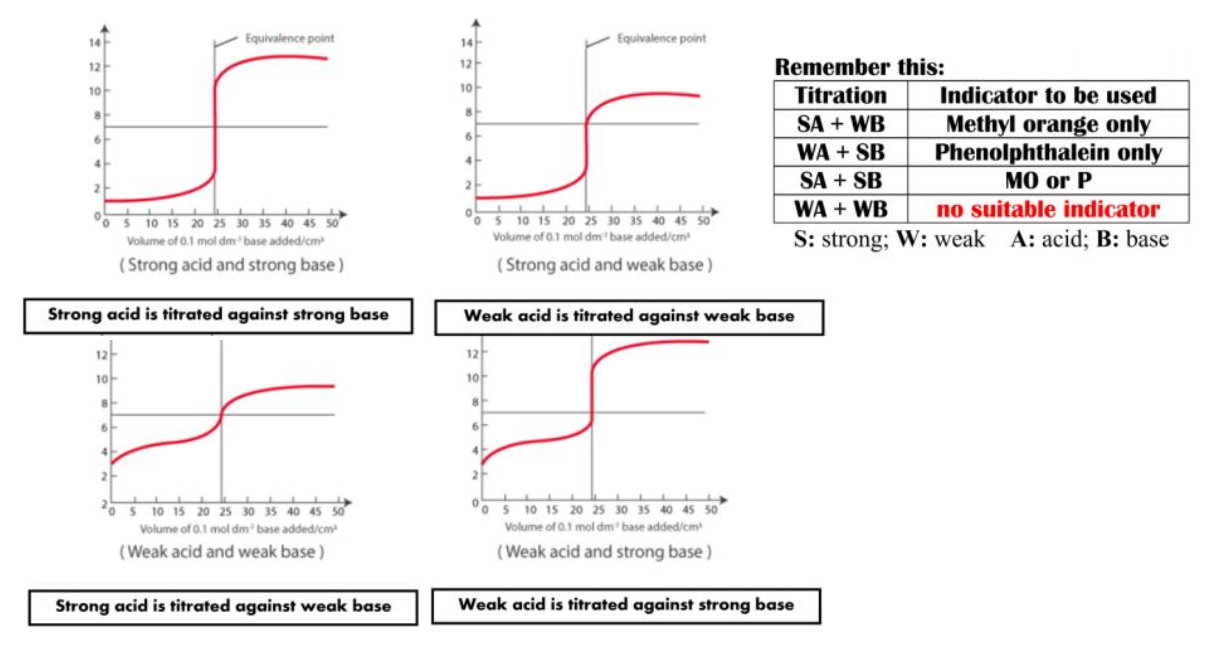 Equivalence point
14
12
10
8
6
4
2
0
0 5 10 15 20 25 30 35 40 45 50
Volume of 0.1 mol dm⁻¹ base added/cm³
( Strong acid and strong base )
Equivalence point
14
12
10
8
6
4
2
0
0 5 10 15 20 25 30 35 40 45 50
Volume of 0.1 mol dm⁻¹ base added/cm³
( Strong acid and weak base )
Remember this:
Titration Indicator to be used
SA + WB Methyl orange only
WA + SB Phenolphthalein only
SA + SB MO or P
WA + WB no suitable indicator
S: strong; W: weak A: acid; B: base
Strong acid is titrated against strong base
Weak acid is titrated against weak base
12
10
8
6
4
2
2
0 5 10 15 20 25 30 35 40 45 50
Volume of 0.1 mol dm⁻¹ base added/cm³
( Weak acid and weak base )
12
10
8
6
4
2
0
0 5 10 15 20 25 30 35 40 45 50
Volume of 0.1 mol dm⁻¹ base added/cm³
( Weak acid and strong base )
Strong acid is titrated against weak base
Weak acid is titrated against strong base